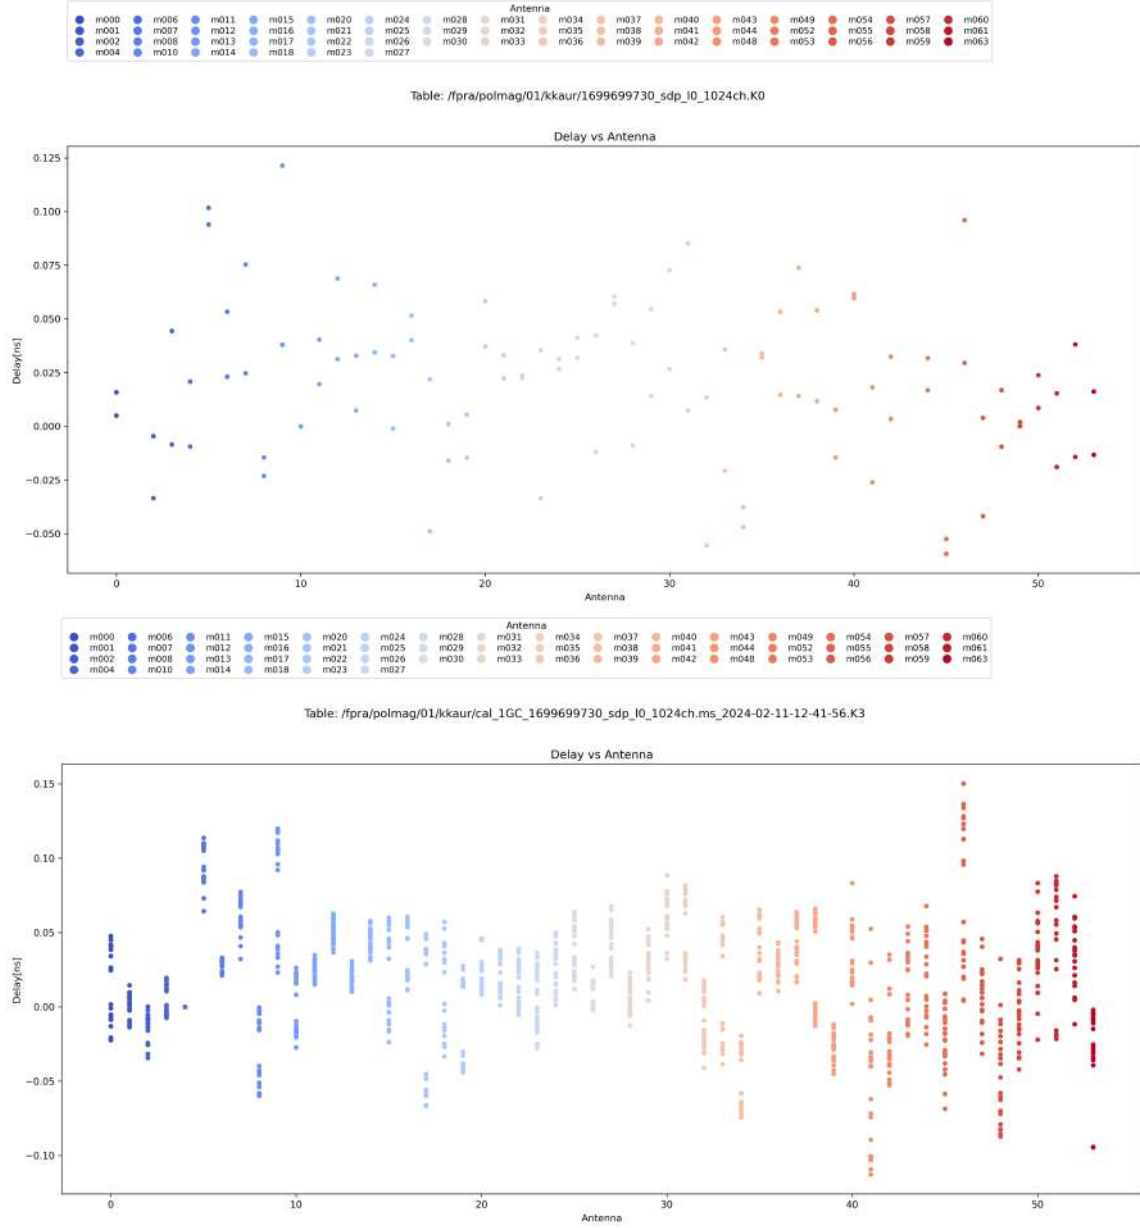 Antenna
m000 m006 m011 m015 m020 m024 m028 m031 m034 m037 m040 m043 m049 m054 m057 m060
m001 m007 m012 m016 m021 m025 m029 m032 m035 m038 m041 m044 m052 m055 m058 m061
m002 m008 m013 m017 m022 m026 m030 m033 m036 m039 m042 m048 m053 m056 m059 m063
m004 m010 m014 m018 m023 m027
Table: /fpra/polmag/01/kkaur/1699699730_sdp_l0_1024ch.K0
Delay vs Antenna
0.125
0.100
0.075
0.050
0.025
0.000
−0.025
−0.050
Delay[ns]
0 10 20 30 40 50
Antenna
Antenna
m000 m006 m011 m015 m020 m024 m028 m031 m034 m037 m040 m043 m049 m054 m057 m060
m001 m007 m012 m016 m021 m025 m029 m032 m035 m038 m041 m044 m052 m055 m058 m061
m002 m008 m013 m017 m022 m026 m030 m033 m036 m039 m042 m048 m053 m056 m059 m063
m004 m010 m014 m018 m023 m027
Table: /fpra/polmag/01/kkaur/cal_1GC_1699699730_sdp_l0_1024ch.ms_2024-02-11-12-41-56.K3
Delay vs Antenna
0.15
0.10
0.05
0.00
−0.05
−0.10
Delay[ns]
0 10 20 30 40 50
Antenna